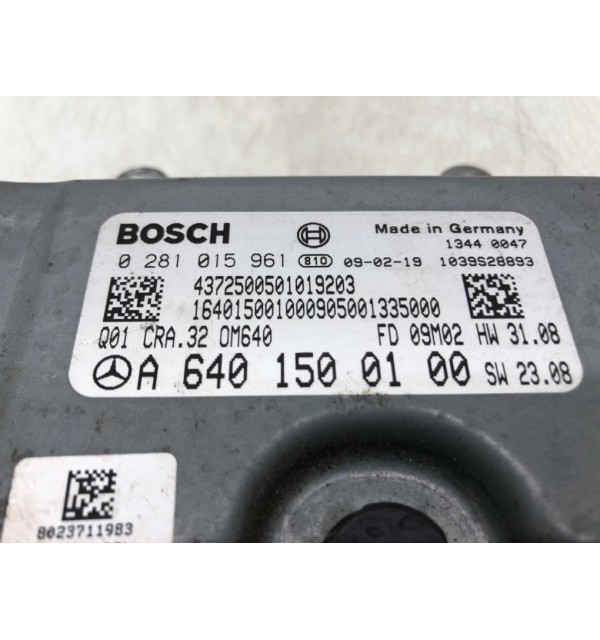 BOSCH Made in Germany
1344 0047
0 281 015 961 810 09-02-19 1039S28893
4372500501019203
1640150010000905001335000
Q01 CRA.32 OM640 FD 09M02 HW 31.08
A 640 150 01 00 SW 23.08
8023711983